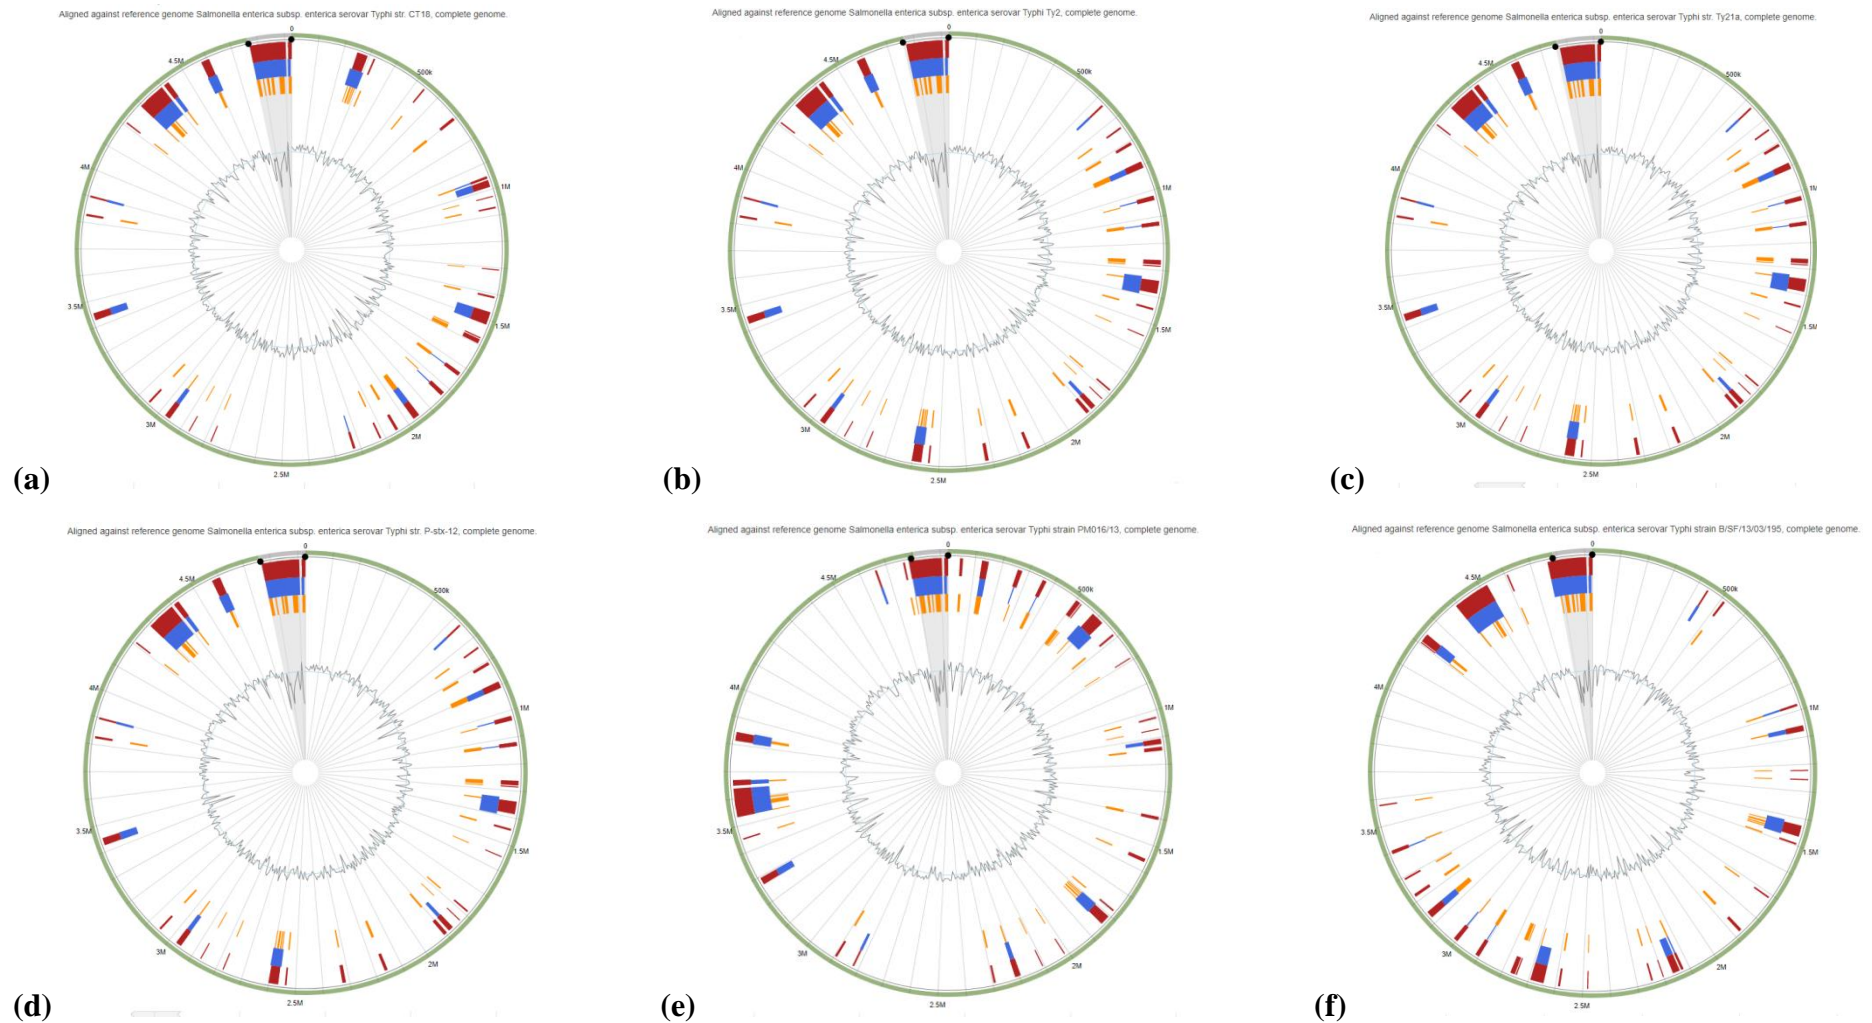 Aligned against reference genome Salmonella enterica subsp. enterica serovar Typhi str. CT18, complete genome.
0
500k
1M
1.5M
2M
2.5M
3M
3.5M
4M
4.5M
(a)
Aligned against reference genome Salmonella enterica subsp. enterica serovar Typhi Ty2, complete genome.
0
500k
1M
1.5M
2M
2.5M
3M
3.5M
4M
4.5M
(b)
Aligned against reference genome Salmonella enterica subsp. enterica serovar Typhi str. Ty21a, complete genome.
0
500k
1M
1.5M
2M
2.5M
3M
3.5M
4M
4.5M
(c)
Aligned against reference genome Salmonella enterica subsp. enterica serovar Typhi str. P-stx-12, complete genome.
0
500k
1M
1.5M
2M
2.5M
3M
3.5M
4M
4.5M
(d)
Aligned against reference genome Salmonella enterica subsp. enterica serovar Typhi strain PM016/13, complete genome.
0
500k
1M
1.5M
2M
2.5M
3M
3.5M
4M
4.5M
(e)
Aligned against reference genome Salmonella enterica subsp. enterica serovar Typhi strain B/SF/13/03/195, complete genome.
0
500k
1M
1.5M
2M
2.5M
3M
3.5M
4M
4.5M
(f)